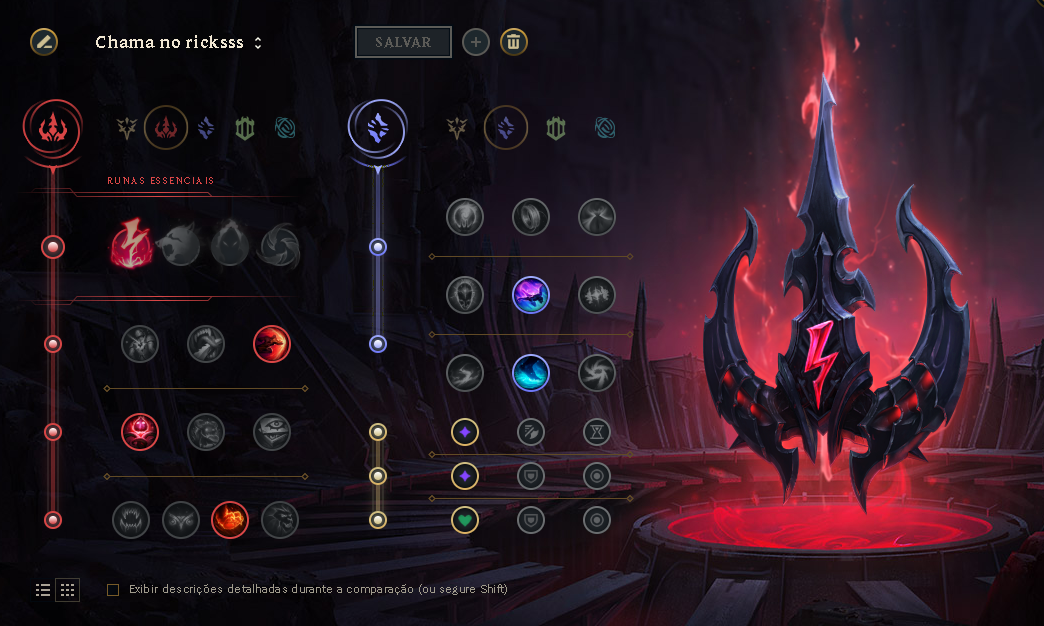 Chama no ricksss
SALVAR
RUNAS ESSENCIAIS
Exibir descrições detalhadas durante a comparação (ou segure Shift)